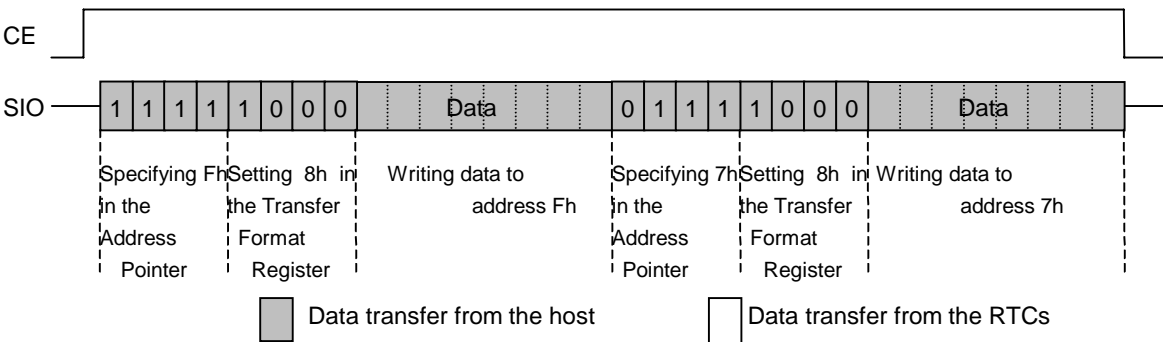 CE
SIO 1 1 1 1 1 0 0 0 Data 0 1 1 1 1 0 0 0 Data
Specifying Fh Setting 8h in Writing data to Specifying 7h Setting 8h in Writing data to
in the the Transfer address Fh in the the Transfer address 7h
Address Format Address Format
Pointer Register Pointer Register
Data transfer from the host Data transfer from the RTCs